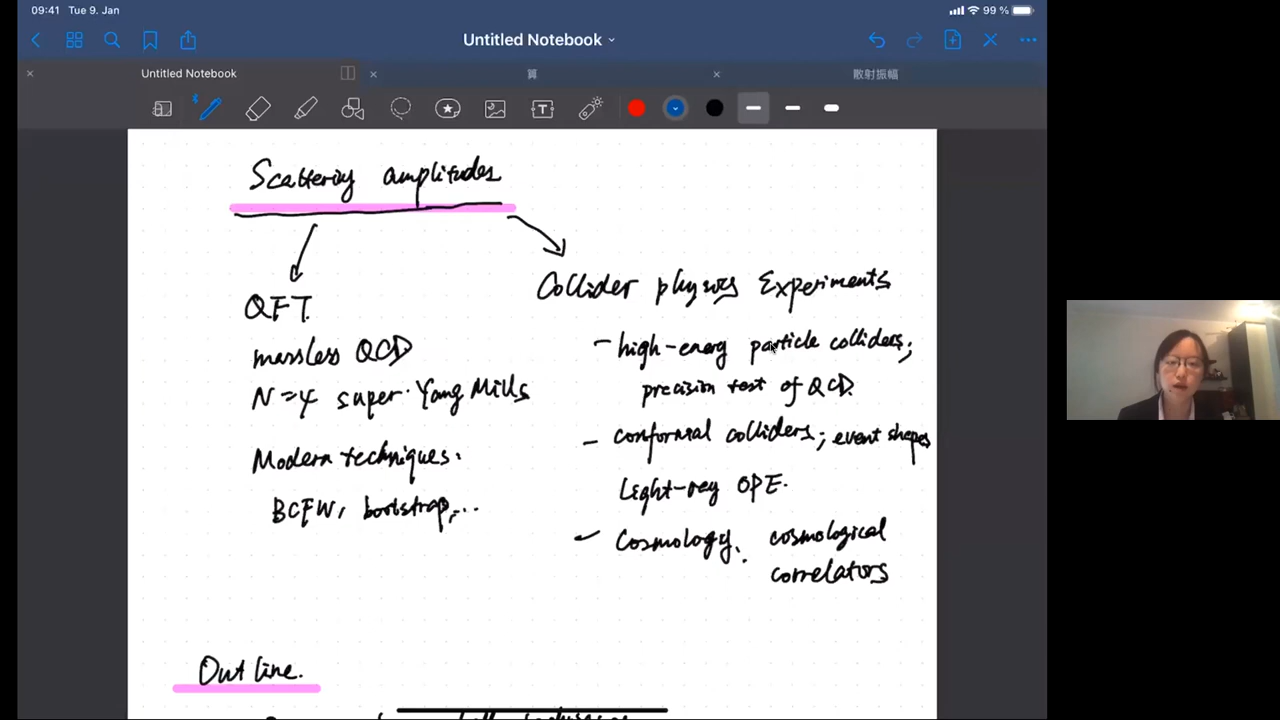 09:41 Tue 9. Jan 99 %
Untitled Notebook
Untitled Notebook 算 散射振幅
Scattering amplitudes
QFT.
massless QCD
N=4 super-Yang Mills
Modern techniques.
BCFW, bootstrap, ...
Collider physics Experiments
- high-energy particle colliders;
precision test of QCD.
- conformal colliders; event shapes
Light-ray OPE.
- Cosmology, cosmological
correlators
Outline.